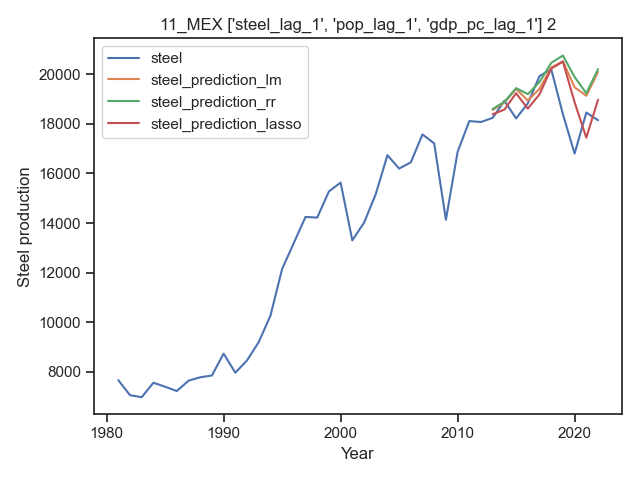 11_MEX ['steel_lag_1', 'pop_lag_1', 'gdp_pc_lag_1'] 2
steel
steel_prediction_lm
steel_prediction_rr
steel_prediction_lasso
20000
18000
16000
14000
12000
10000
8000
Steel production
1980 1990 2000 2010 2020
Year